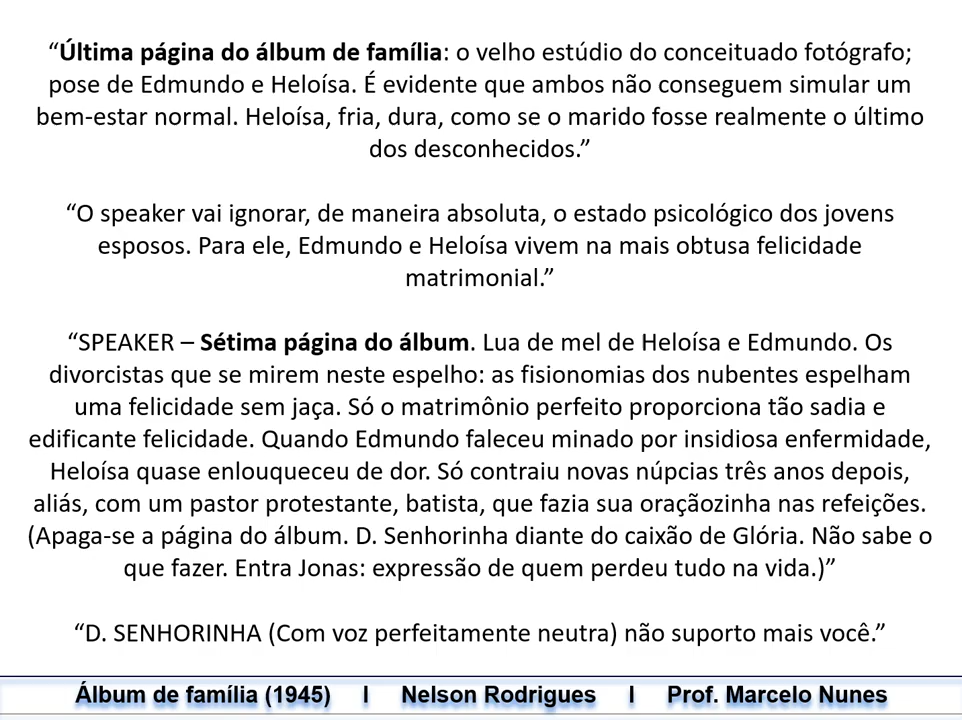 “Última página do álbum de família: o velho estúdio do conceituado fotógrafo;
pose de Edmundo e Heloísa. É evidente que ambos não conseguem simular um
bem-estar normal. Heloísa, fria, dura, como se o marido fosse realmente o último
dos desconhecidos.”
“O speaker vai ignorar, de maneira absoluta, o estado psicológico dos jovens
esposos. Para ele, Edmundo e Heloísa vivem na mais obtusa felicidade
matrimonial.”
“SPEAKER – Sétima página do álbum. Lua de mel de Heloísa e Edmundo. Os
divorcistas que se mirem neste espelho: as fisionomias dos nubentes espelham
uma felicidade sem jaça. Só o matrimônio perfeito proporciona tão sadia e
edificante felicidade. Quando Edmundo faleceu minado por insidiosa enfermidade,
Heloísa quase enlouqueceu de dor. Só contraiu novas núpcias três anos depois,
aliás, com um pastor protestante, batista, que fazia sua oraçãozinha nas refeições.
(Apaga-se a página do álbum. D. Senhorinha diante do caixão de Glória. Não sabe o
que fazer. Entra Jonas: expressão de quem perdeu tudo na vida.)”
“D. SENHORINHA (Com voz perfeitamente neutra) não suporto mais você.”
Álbum de família (1945) I Nelson Rodrigues I Prof. Marcelo Nunes